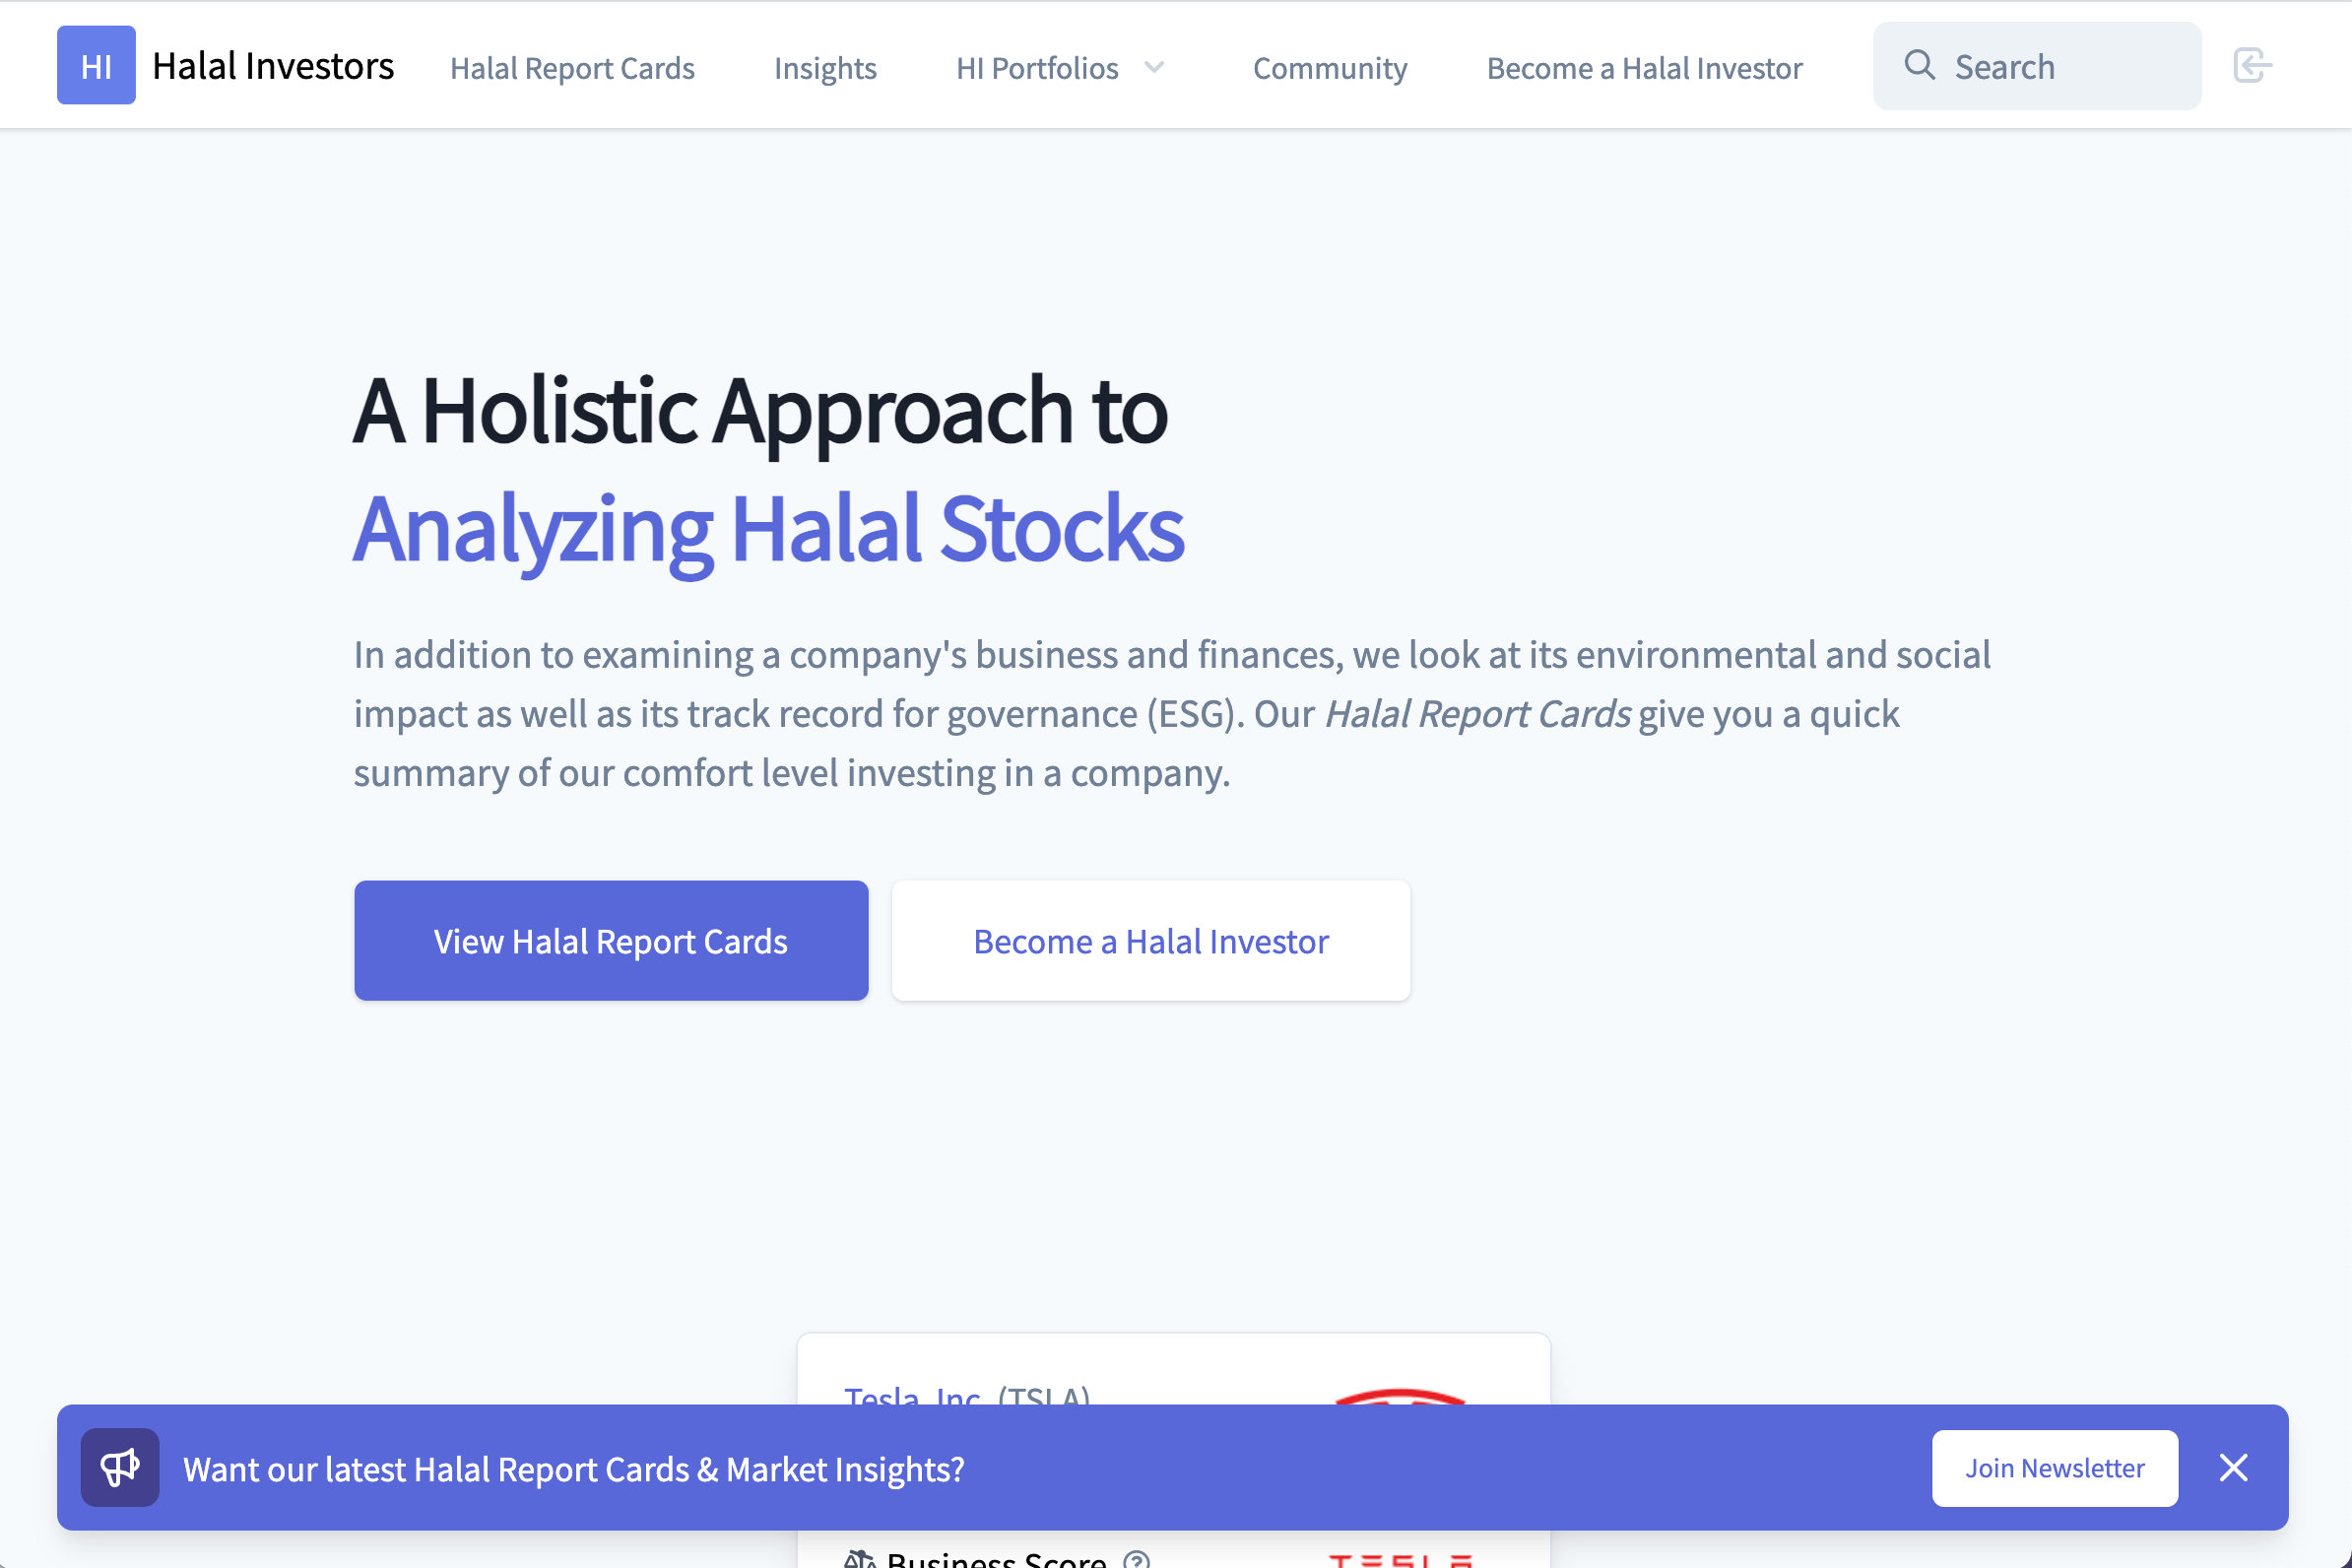 HI Halal Investors Halal Report Cards Insights HI Portfolios Community Become a Halal Investor Search
A Holistic Approach to
Analyzing Halal Stocks
In addition to examining a company's business and finances, we look at its environmental and social
impact as well as its track record for governance (ESG). Our Halal Report Cards give you a quick
summary of our comfort level investing in a company.
View Halal Report Cards Become a Halal Investor
Tesla, Inc. (TSLA)
Want our latest Halal Report Cards & Market Insights? Join Newsletter
Business Score TESLA